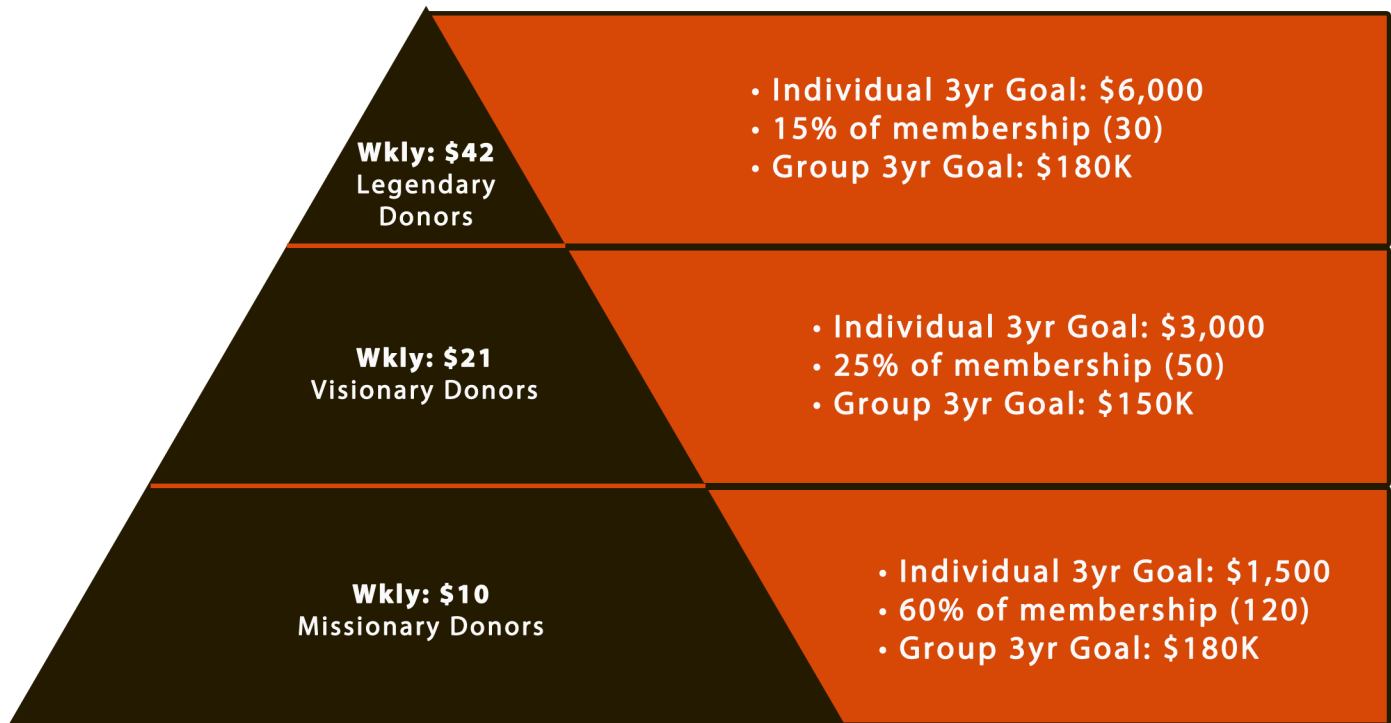 Wkly: $42
Legendary
Donors
• Individual 3yr Goal: $6,000
• 15% of membership (30)
• Group 3yr Goal: $180K
Wkly: $21
Visionary Donors
• Individual 3yr Goal: $3,000
• 25% of membership (50)
• Group 3yr Goal: $150K
Wkly: $10
Missionary Donors
• Individual 3yr Goal: $1,500
• 60% of membership (120)
• Group 3yr Goal: $180K